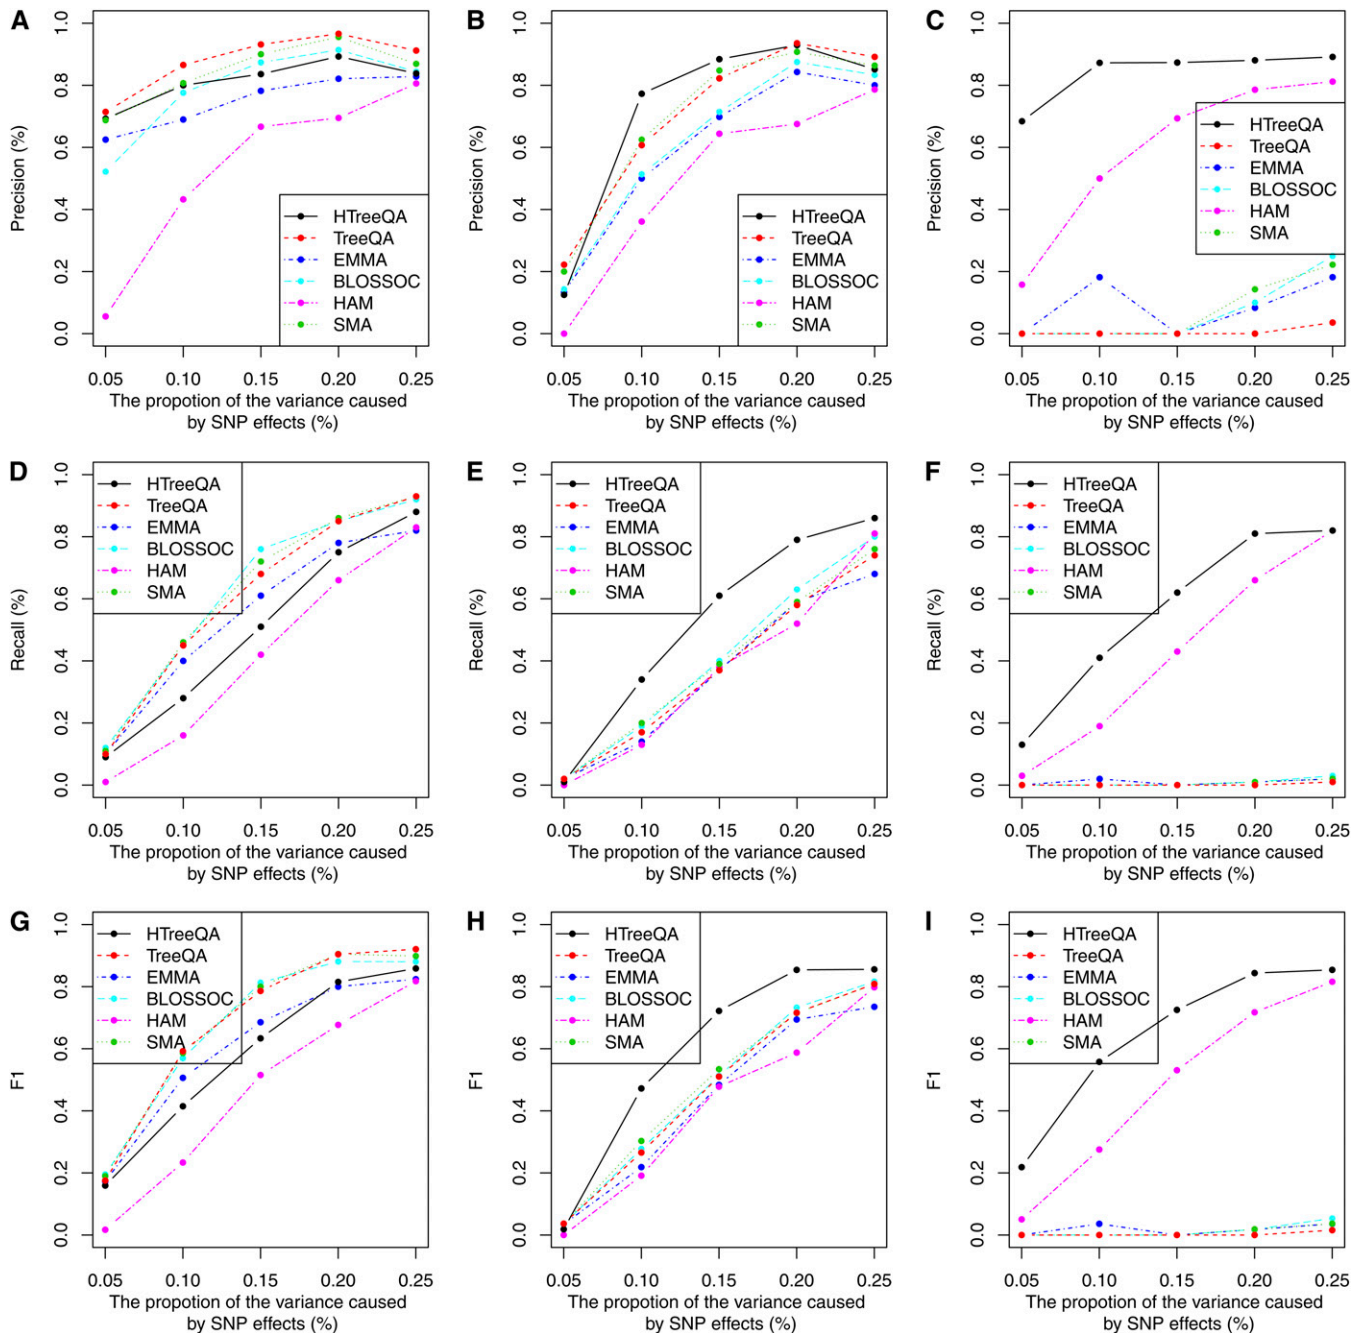 A
Precision (%)
0.0 0.2 0.4 0.6 0.8 1.0
HTreeQA
TreeQA
EMMA
BLOSSOC
HAM
SMA
0.05 0.10 0.15 0.20 0.25
The propotion of the variance caused
by SNP effects (%)
B
Precision (%)
0.0 0.2 0.4 0.6 0.8 1.0
HTreeQA
TreeQA
EMMA
BLOSSOC
HAM
SMA
0.05 0.10 0.15 0.20 0.25
The propotion of the variance caused
by SNP effects (%)
C
Precision (%)
0.0 0.2 0.4 0.6 0.8 1.0
HTreeQA
TreeQA
EMMA
BLOSSOC
HAM
SMA
0.05 0.10 0.15 0.20 0.25
The propotion of the variance caused
by SNP effects (%)
D
Recall (%)
0.0 0.2 0.4 0.6 0.8 1.0
HTreeQA
TreeQA
EMMA
BLOSSOC
HAM
SMA
0.05 0.10 0.15 0.20 0.25
The propotion of the variance caused
by SNP effects (%)
E
Recall (%)
0.0 0.2 0.4 0.6 0.8 1.0
HTreeQA
TreeQA
EMMA
BLOSSOC
HAM
SMA
0.05 0.10 0.15 0.20 0.25
The propotion of the variance caused
by SNP effects (%)
F
Recall (%)
0.0 0.2 0.4 0.6 0.8 1.0
HTreeQA
TreeQA
EMMA
BLOSSOC
HAM
SMA
0.05 0.10 0.15 0.20 0.25
The propotion of the variance caused
by SNP effects (%)
G
F1
0.0 0.2 0.4 0.6 0.8 1.0
HTreeQA
TreeQA
EMMA
BLOSSOC
HAM
SMA
0.05 0.10 0.15 0.20 0.25
The propotion of the variance caused
by SNP effects (%)
H
F1
0.0 0.2 0.4 0.6 0.8 1.0
HTreeQA
TreeQA
EMMA
BLOSSOC
HAM
SMA
0.05 0.10 0.15 0.20 0.25
The propotion of the variance caused
by SNP effects (%)
I
F1
0.0 0.2 0.4 0.6 0.8 1.0
HTreeQA
TreeQA
EMMA
BLOSSOC
HAM
SMA
0.05 0.10 0.15 0.20 0.25
The propotion of the variance caused
by SNP effects (%)